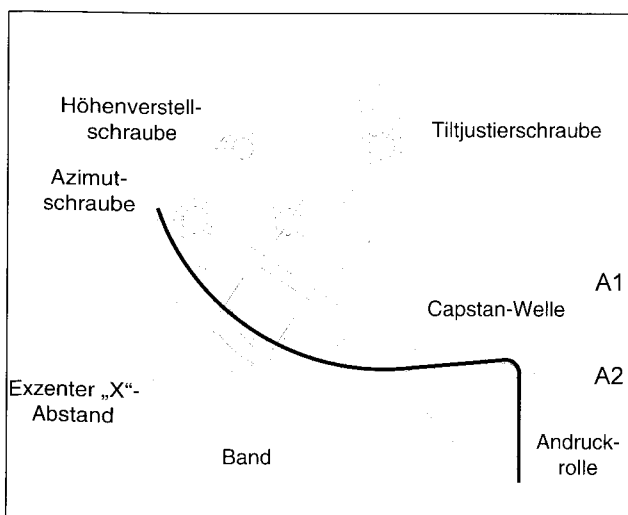 Höhenverstell-
schraube
Tiltjustierschraube
Azimut-
schraube
A1
Capstan-Welle
A2
Exzenter „X“-
Abstand
Andruck-
rolle
Band